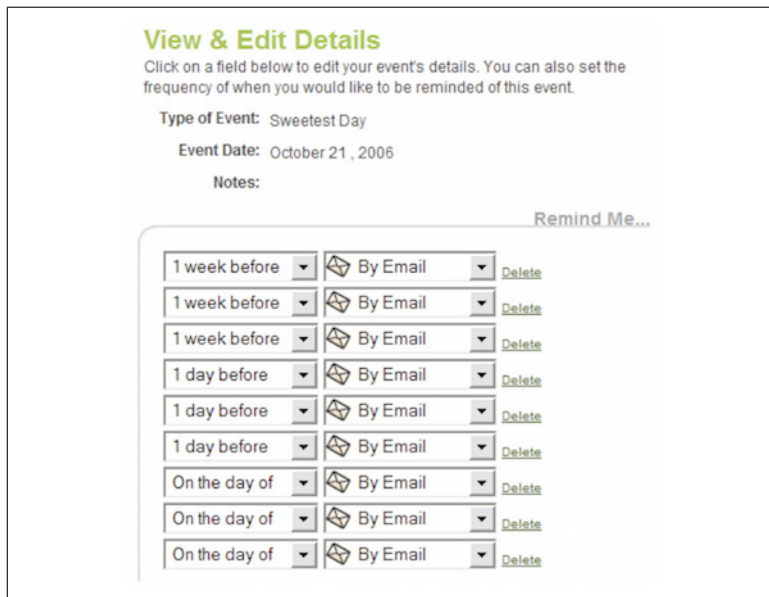 View & Edit Details
Click on a field below to edit your event's details. You can also set the
frequency of when you would like to be reminded of this event.
Type of Event: Sweetest Day
Event Date: October 21 , 2006
Notes:
Remind Me...
1 week before By Email Delete
1 week before By Email Delete
1 week before By Email Delete
1 day before By Email Delete
1 day before By Email Delete
1 day before By Email Delete
On the day of By Email Delete
On the day of By Email Delete
On the day of By Email Delete